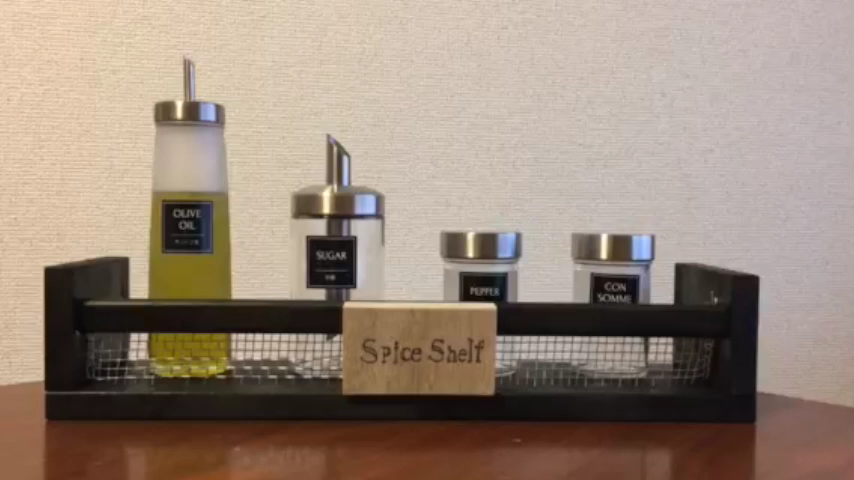 OLIVE
OIL
SUGAR
PEPPER
CON
SOMME
Spice Shelf